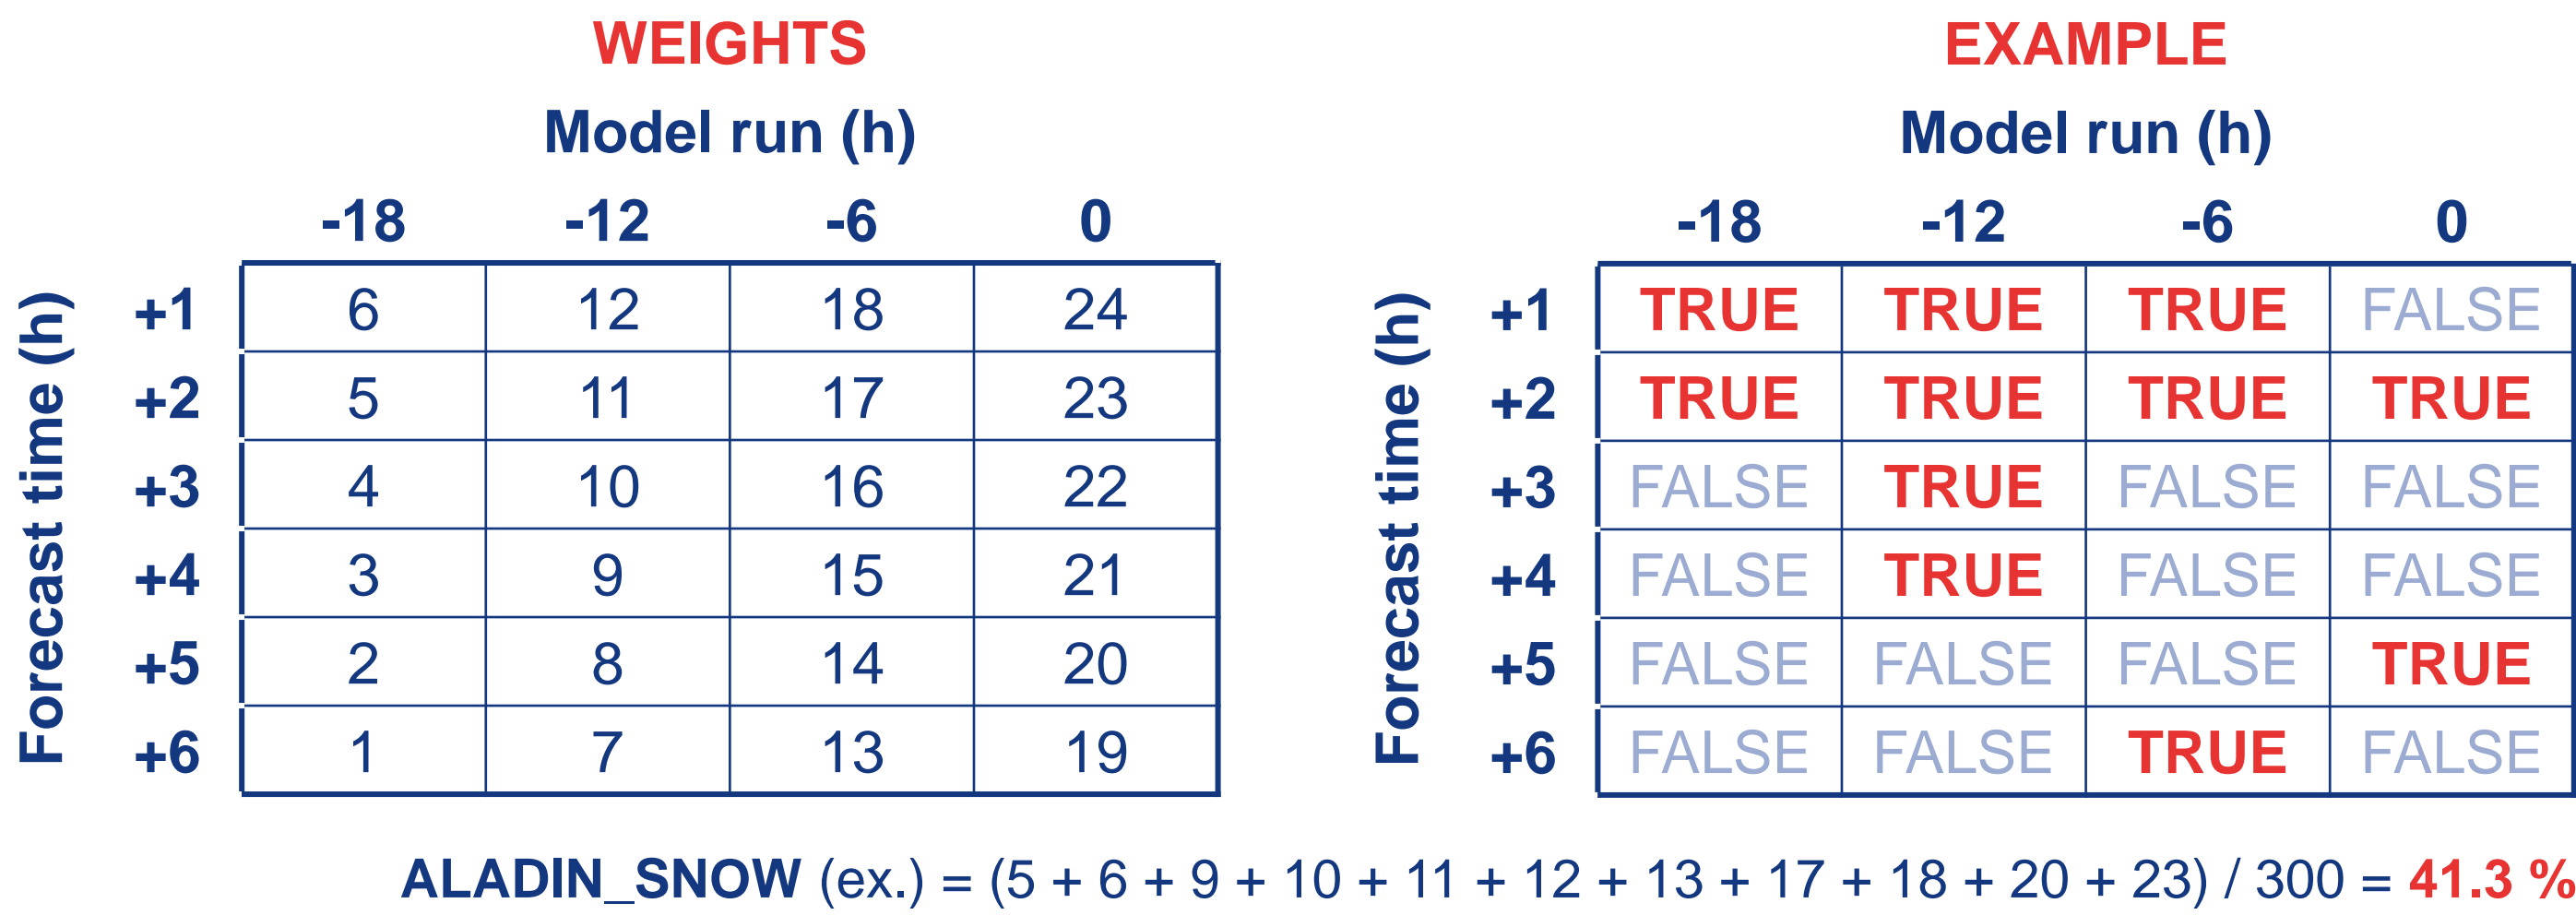 WEIGHTS
Model run (h)
-18 -12 -6 0
Forecast time (h)
+1 6 12 18 24
+2 5 11 17 23
+3 4 10 16 22
+4 3 9 15 21
+5 2 8 14 20
+6 1 7 13 19
EXAMPLE
Model run (h)
-18 -12 -6 0
Forecast time (h)
+1 TRUE TRUE TRUE FALSE
+2 TRUE TRUE TRUE TRUE
+3 FALSE TRUE FALSE FALSE
+4 FALSE TRUE FALSE FALSE
+5 FALSE FALSE FALSE TRUE
+6 FALSE FALSE TRUE FALSE
ALADIN_SNOW (ex.) = (5 + 6 + 9 + 10 + 11 + 12 + 13 + 17 + 18 + 20 + 23) / 300 = 41.3 %